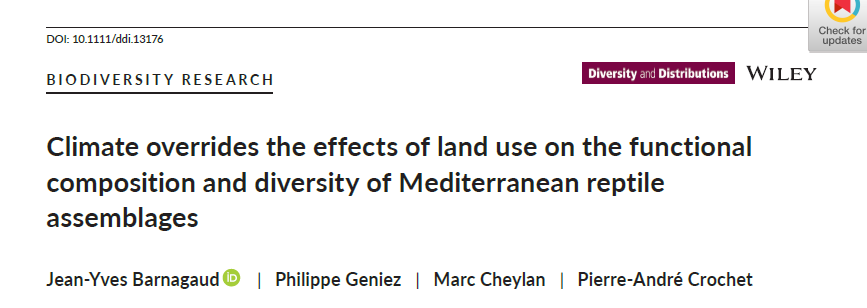 Check for
updates
DOI: 10.1111/ddi.13176
BIODIVERSITY RESEARCH
Diversity and Distributions WILEY
Climate overrides the effects of land use on the functional
composition and diversity of Mediterranean reptile
assemblages
Jean-Yves Barnagaud iD | Philippe Geniez | Marc Cheylan | Pierre-André Crochet